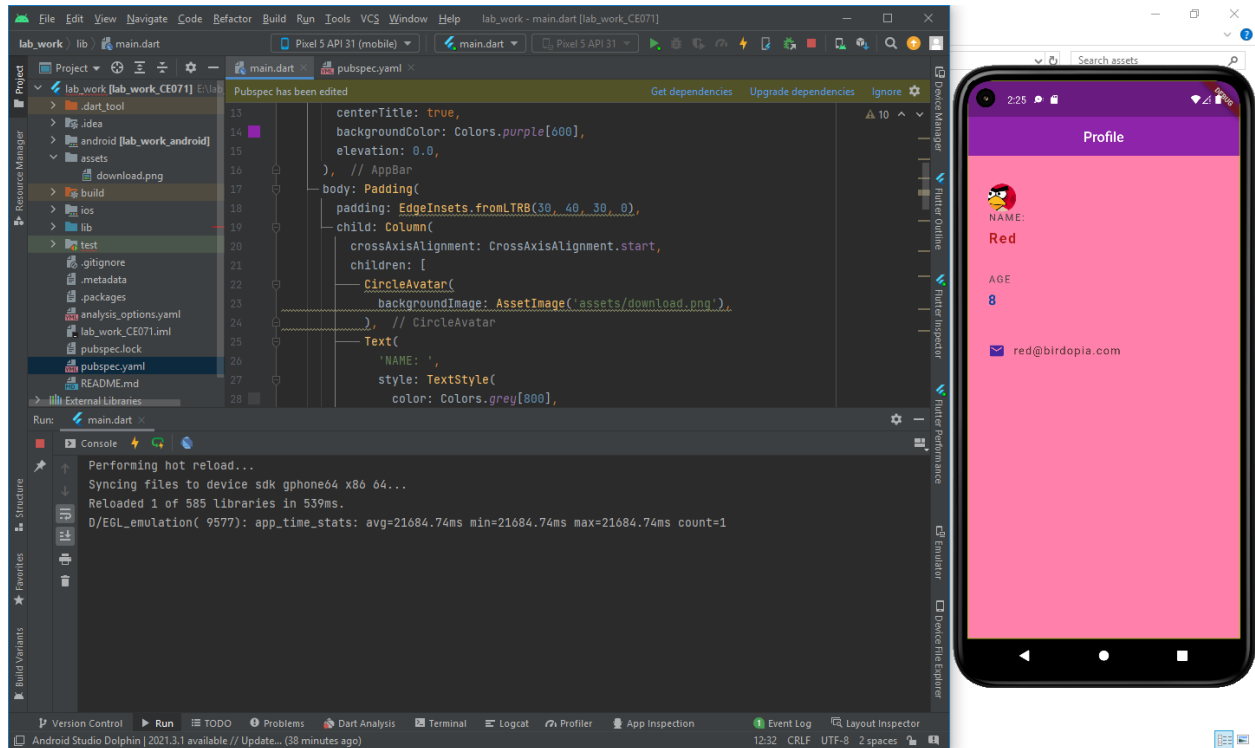 File Edit View Navigate Code Refactor Build Run Tools VCS Window Help lab_work - main.dart [lab_work_CE071]
lab_work lib main.dart Pixel 5 API 31 (mobile) main.dart Pixel 5 API 31
Project main.dart pubspec.yaml
lab_work [lab_work_CE071] E:\lab
Pubspec has been edited Get dependencies Upgrade dependencies Ignore
.dart_tool
.idea
android [lab_work_android]
assets
download.png
build
ios
lib
test
.gitignore
.metadata
.packages
analysis_options.yaml
lab_work_CE071.iml
pubspec.lock
pubspec.yaml
README.md
External Libraries
13 centerTitle: true,
14 backgroundColor: Colors.purple[600],
15 elevation: 0.0,
16 ), // AppBar
17 body: Padding(
18 padding: EdgeInsets.fromLTRB(30, 40, 30, 0),
19 child: Column(
20 crossAxisAlignment: CrossAxisAlignment.start,
21 children: [
22 CircleAvatar(
23 backgroundImage: AssetImage('assets/download.png'),
24 ), // CircleAvatar
25 Text(
26 'NAME: ',
27 style: TextStyle(
28 color: Colors.grey[800],
10
Project
Resource Manager
Structure
Favorites
Build Variants
Device Manager
Flutter Outline
Flutter Inspector
Flutter Performance
Emulator
Device File Explorer
Run: main.dart
Console
Performing hot reload...
Syncing files to device sdk gphone64 x86 64...
Reloaded 1 of 585 libraries in 539ms.
D/EGL_emulation( 9577): app_time_stats: avg=21684.74ms min=21684.74ms max=21684.74ms count=1
Version Control Run TODO Problems Dart Analysis Terminal Logcat Profiler App Inspection 1 Event Log Layout Inspector
Android Studio Dolphin | 2021.3.1 available // Update... (38 minutes ago) 12:32 CRLF UTF-8 2 spaces
Search assets
2:25
DEBUG
Profile
NAME:
Red
AGE
8
red@birdopia.com